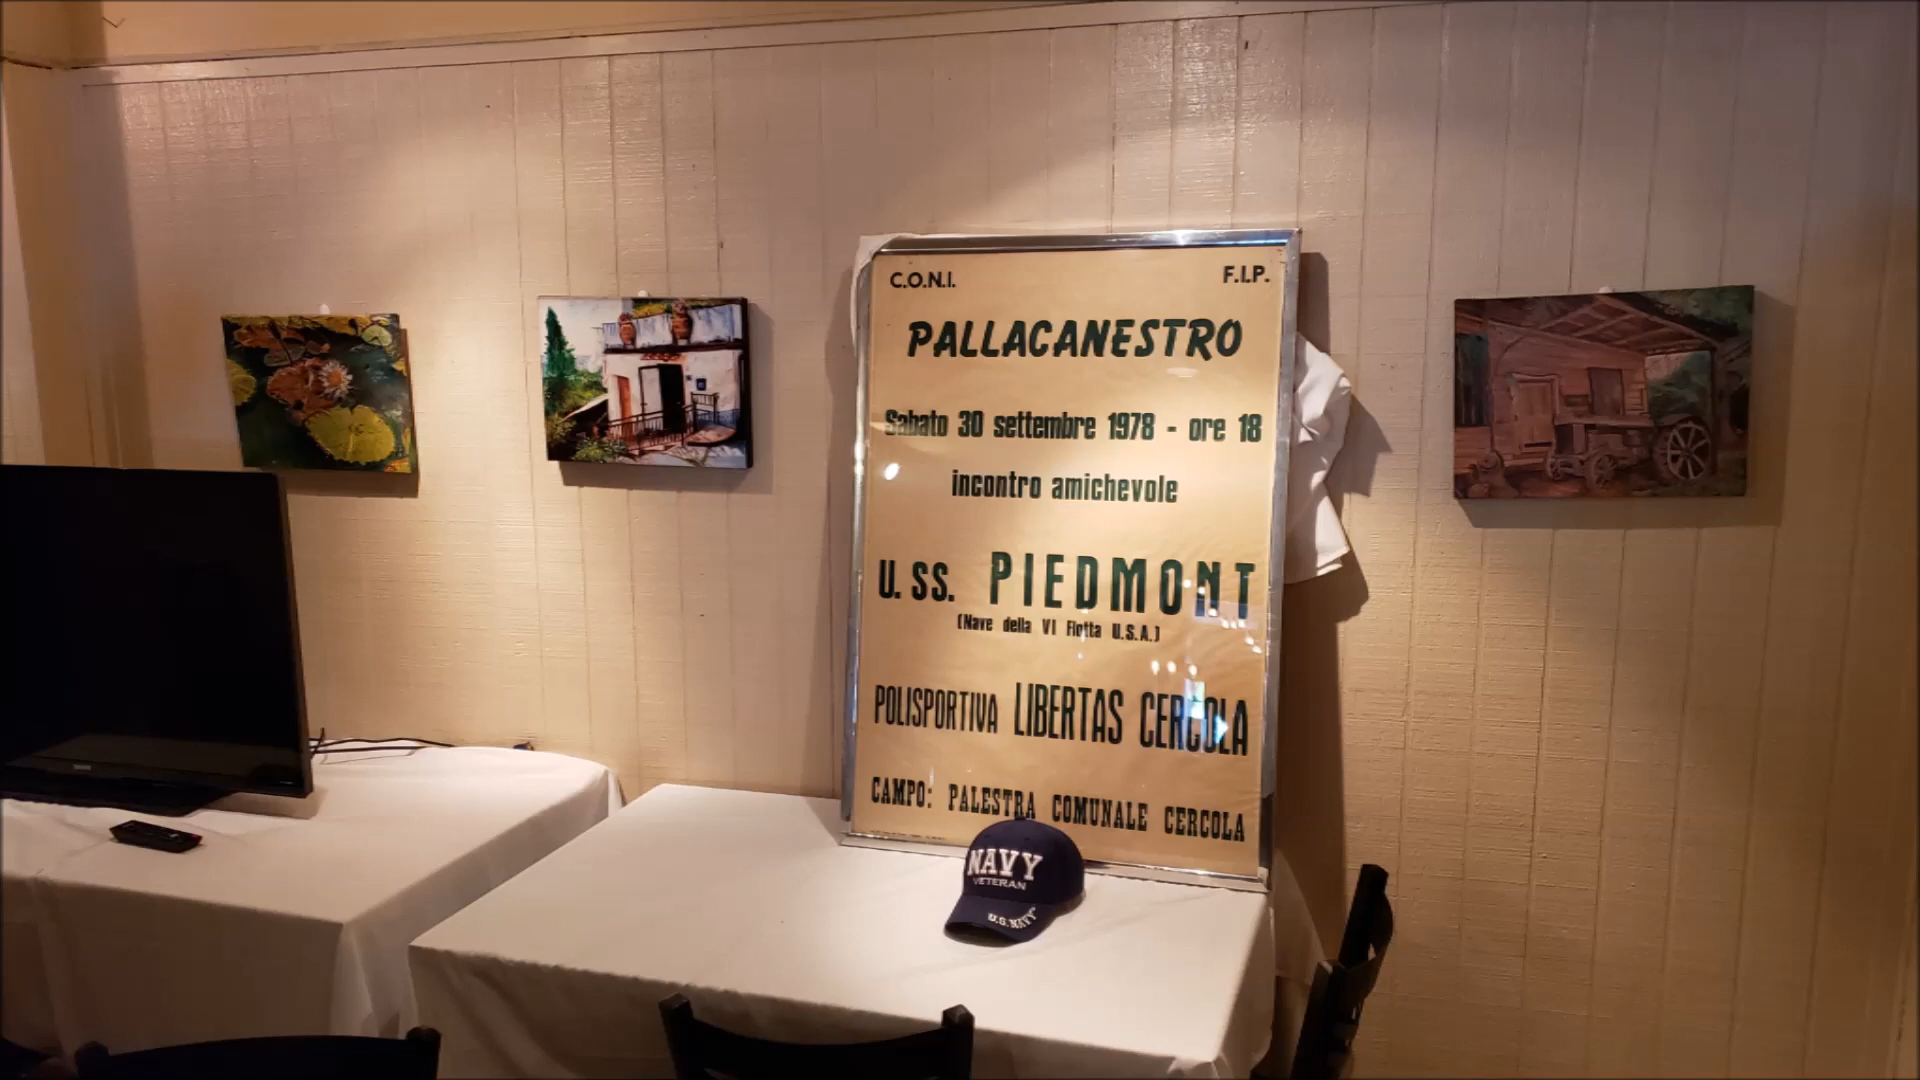 C.O.N.I. F.I.P.
PALLACANESTRO
Sabato 30 settembre 1978 - ore 18
incontro amichevole
U. SS. PIEDMONT
(Nave della VI Flotta U.S.A.)
POLISPORTIVA LIBERTAS CERCOLA
CAMPO: PALESTRA COMUNALE CERCOLA
NAVY
VETERAN
U.S. NAVY